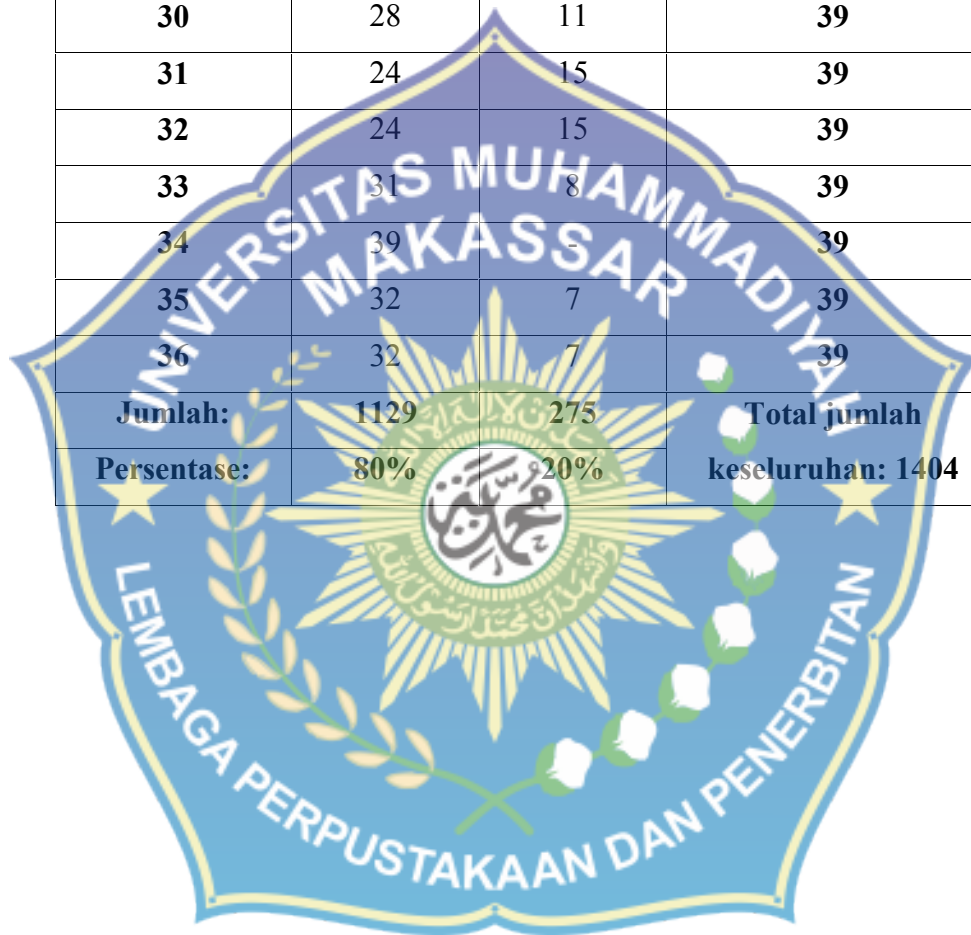 30 28 11 39
31 24 15 39
32 24 15 39
33 31 8 39
34 39 - 39
35 32 7 39
36 32 7 39
Jumlah: 1129 275 Total jumlah
Persentase: 80% 20% keseluruhan: 1404
UNIVERSITAS MUHAMMADIYAH
MAKASSAR
محمد
LEMBAGA PERPUSTAKAAN DAN PENERBITAN